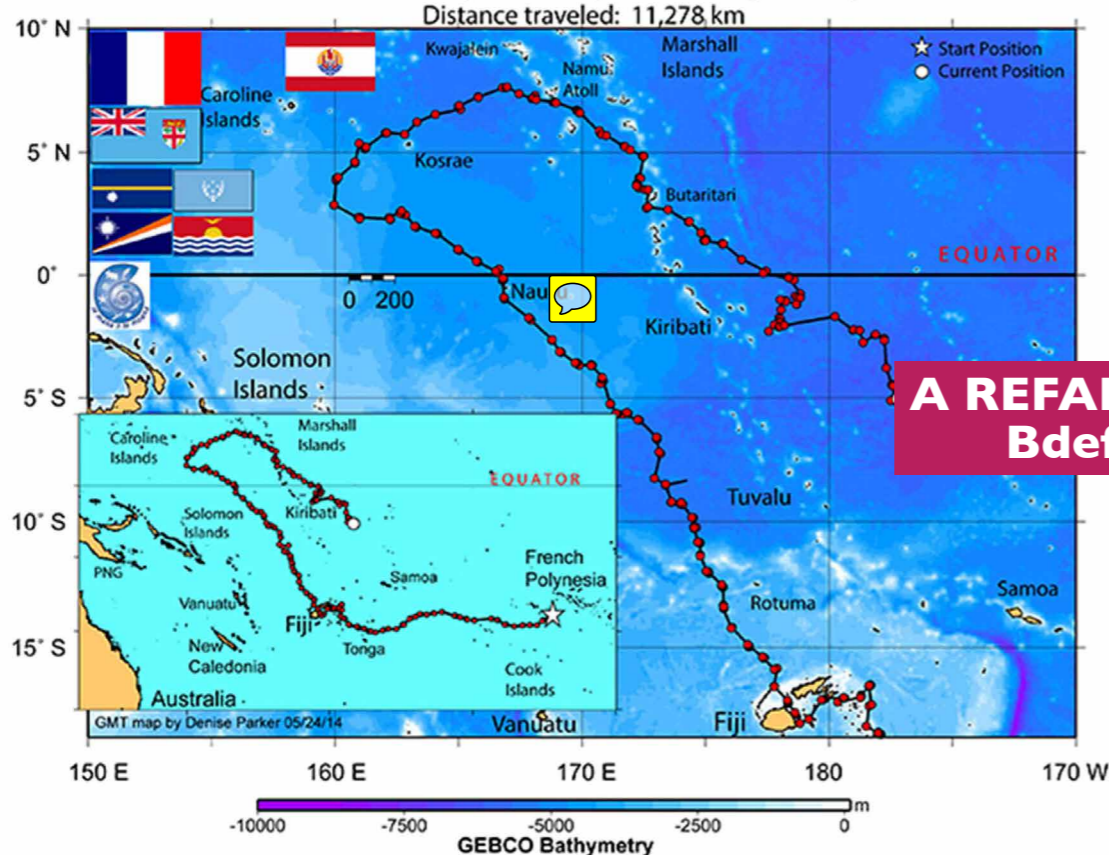 Distance traveled: 11,278 km
10° N
5° N
0°
5° S
10° S
15° S
Kwajalein
Marshall
Islands
Namu
Atoll
Start Position
Current Position
Caroline
Islands
Kosrae
Butaritari
EQUATOR
0 200
Kiribati
Solomon
Islands
A REFA
Bdef
Tuvalu
Samoa
Rotuma
Fiji
Vanuatu
Caroline
Islands
Marshall
Islands
EQUATOR
Solomon
Islands
Kiribati
PNG
Samoa
French
Polynesia
Vanuatu
Fiji
New
Caledonia
Tonga
Cook
Islands
Australia
GMT map by Denise Parker 05/24/14
150 E 160 E 170 E 180 170 W
m
-10000 -7500 -5000 -2500 0
GEBCO Bathymetry